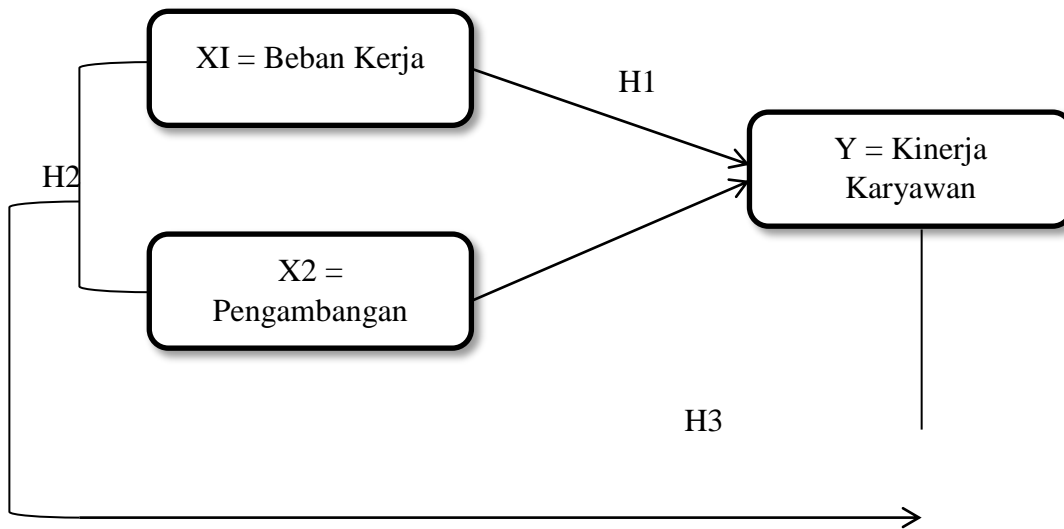 XI = Beban Kerja
H1
Y = Kinerja
Karyawan
H2
X2 =
Pengambangan
H3